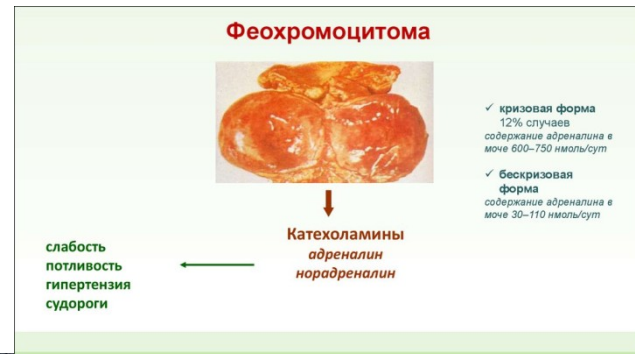 Феохромоцитома
✓ кризовая форма
12% случаев
содержание адреналина в
моче 600–750 нмоль/сут
✓ бескризовая
форма
содержание адреналина в
моче 30–110 нмоль/сут
Катехоламины
адреналин
норадреналин
слабость
потливость
гипертензия
судороги